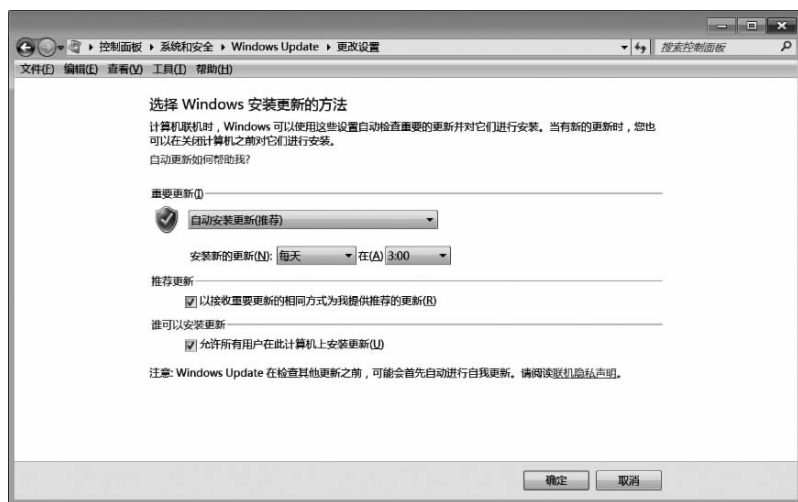 控制面板 系统和安全 Windows Update 更改设置 搜索控制面板
文件(F) 编辑(E) 查看(V) 工具(T) 帮助(H)
选择 Windows 安装更新的方法
计算机联机时，Windows 可以使用这些设置自动检查重要的更新并对它们进行安装。当有新的更新时，您也
可以在关闭计算机之前对它们进行安装。
自动更新如何帮助我?
重要更新(I)
自动安装更新(推荐)
安装新的更新(N): 每天 在(A) 3:00
推荐更新
以接收重要更新的相同方式为我提供推荐的更新(R)
谁可以安装更新
允许所有用户在此计算机上安装更新(U)
注意: Windows Update 在检查其他更新之前，可能会首先自动进行自我更新。请阅读联机隐私声明。
确定 取消